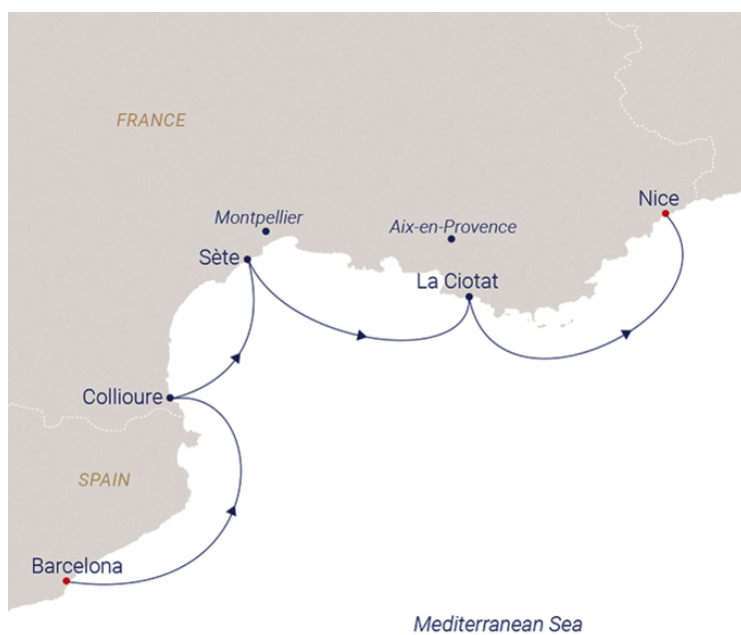 FRANCE
Nice
Montpellier
Aix-en-Provence
Sète
La Ciotat
Collioure
SPAIN
Barcelona
Mediterranean Sea